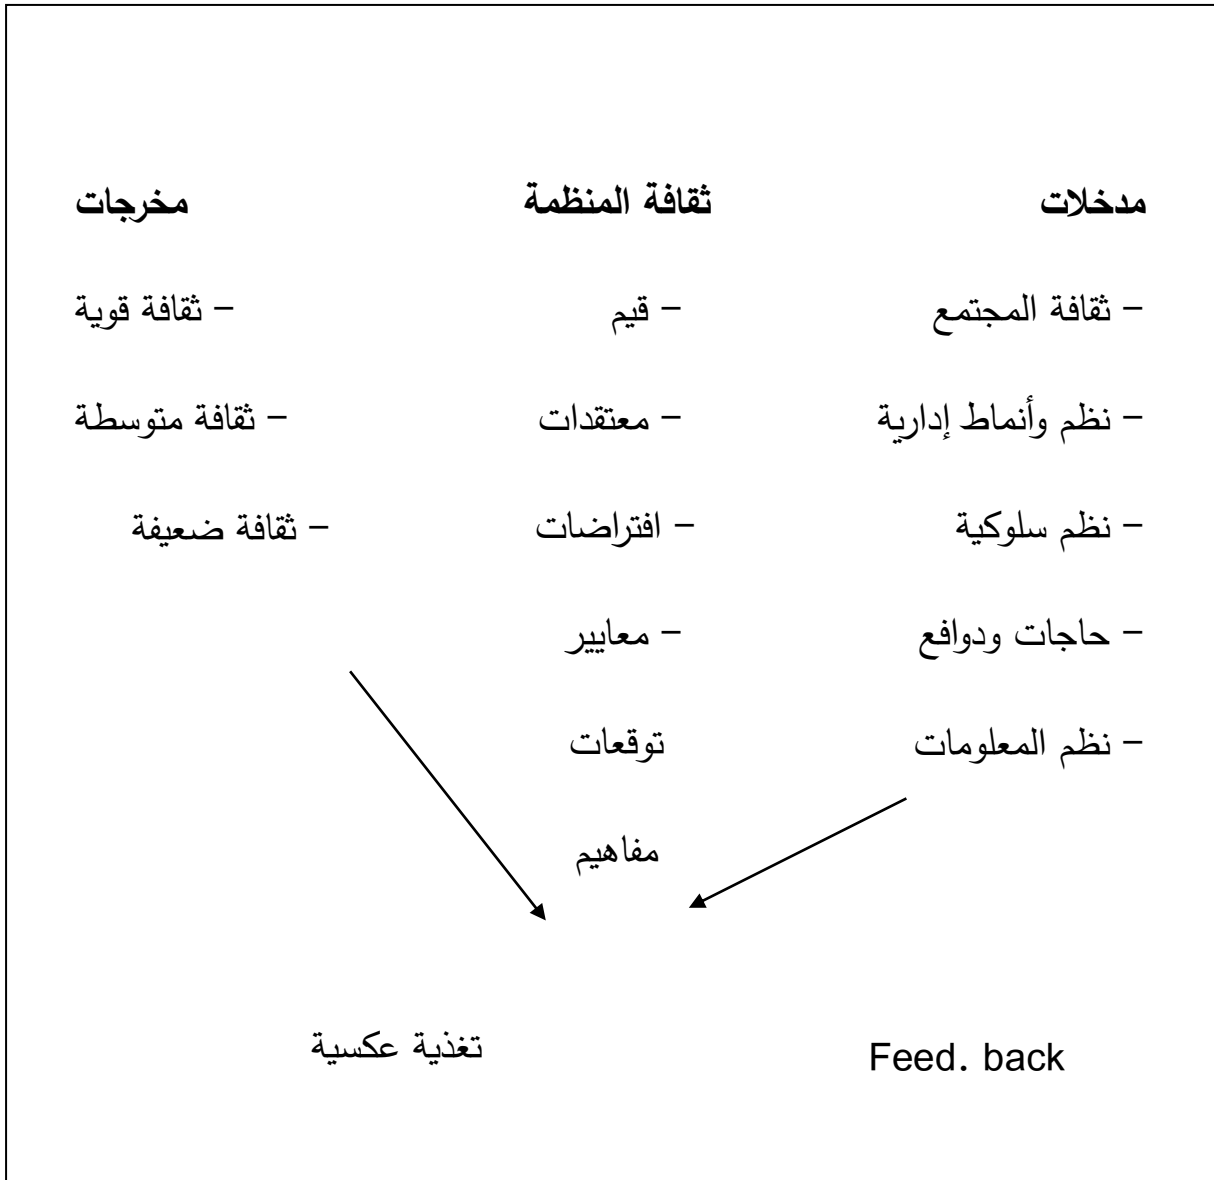 مدخلات ثقافة المنظمة مخرجات
– ثقافة المجتمع – قيم – ثقافة قوية
– نظم وأنماط إدارية – معتقدات – ثقافة متوسطة
– نظم سلوكية – افتراضات – ثقافة ضعيفة
– حاجات ودوافع – معايير
– نظم المعلومات توقعات
مفاهيم
Feed. back تغذية عكسية